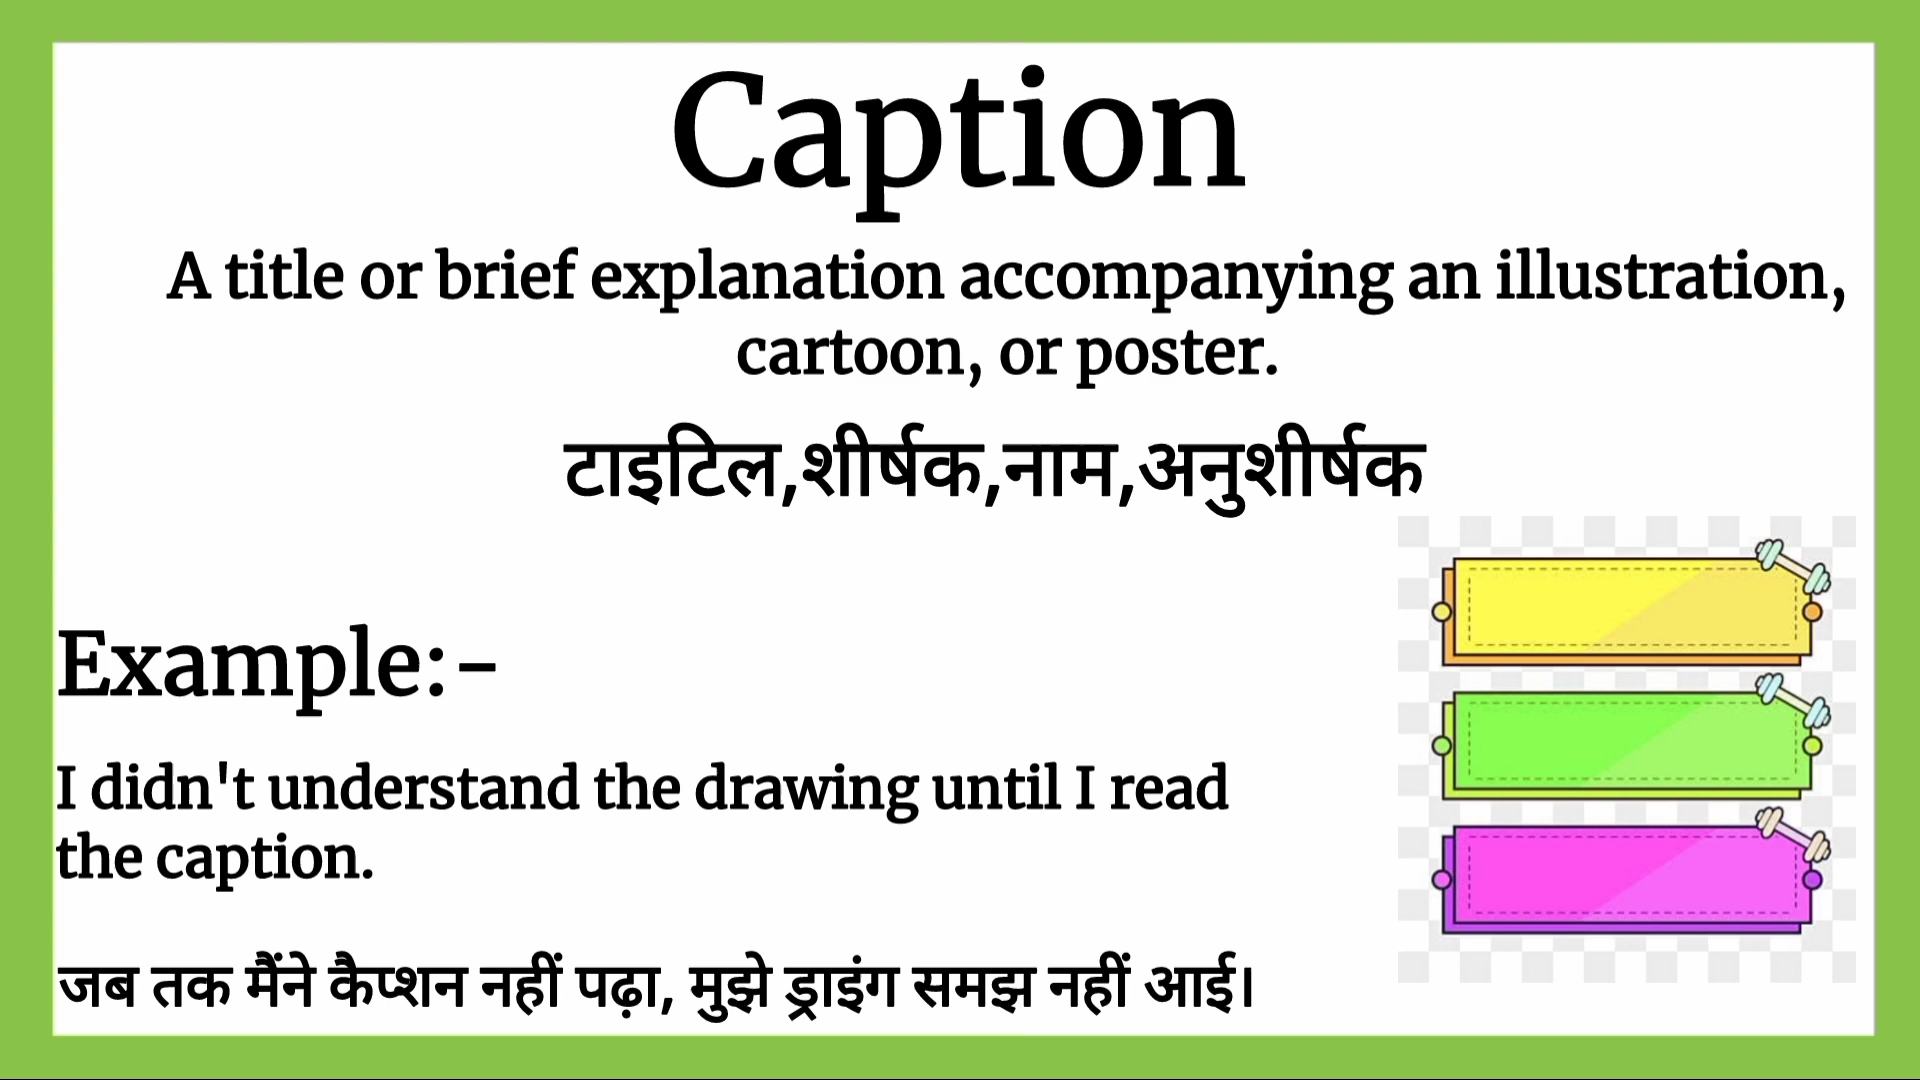 Caption
A title or brief explanation accompanying an illustration,
cartoon, or poster.
टाइटिल,शीर्षक,नाम,अनुशीर्षक
Example:-
I didn't understand the drawing until I read
the caption.
जब तक मैंने कैप्शन नहीं पढ़ा, मुझे ड्राइंग समझ नहीं आई।